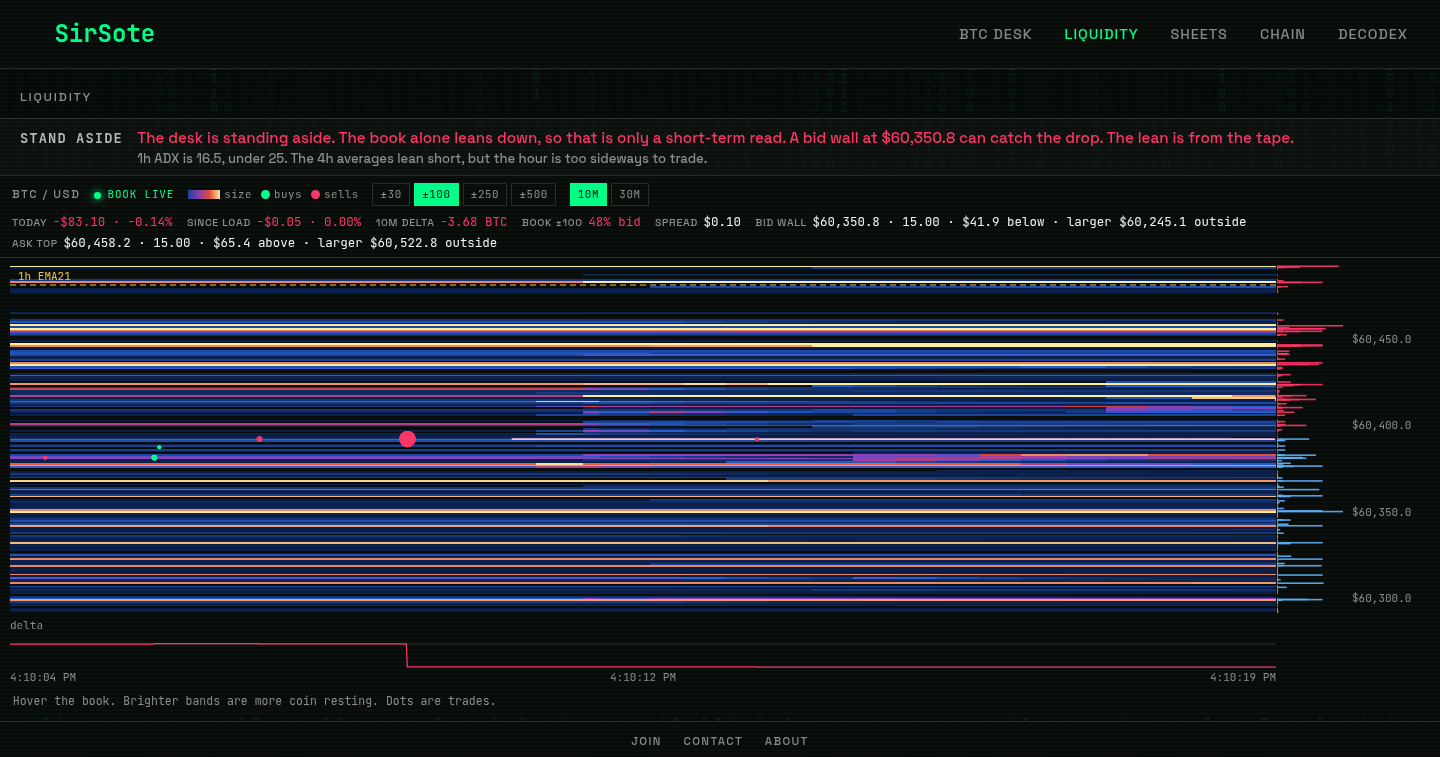 SirSote
BTC DESK LIQUIDITY SHEETS CHAIN DECODEX
LIQUIDITY
STAND ASIDE The desk is standing aside. The book alone leans down, so that is only a short-term read. A bid wall at $60,350.8 can catch the drop. The lean is from the tape.
1h ADX is 16.5, under 25. The 4h averages lean short, but the hour is too sideways to trade.
BTC / USD BOOK LIVE size buys sells ±30 ±100 ±250 ±500 10M 30M
TODAY -$83.10 · -0.14% SINCE LOAD -$0.05 · 0.00% 10M DELTA -3.68 BTC BOOK ±100 48% bid SPREAD $0.10 BID WALL $60,350.8 · 15.00 · $41.9 below · larger $60,245.1 outside
ASK TOP $60,458.2 · 15.00 · $65.4 above · larger $60,522.8 outside
1h EMA21
$60,450.0
$60,400.0
$60,350.0
$60,300.0
delta
4:10:04 PM 4:10:12 PM 4:10:19 PM
Hover the book. Brighter bands are more coin resting. Dots are trades.
JOIN CONTACT ABOUT